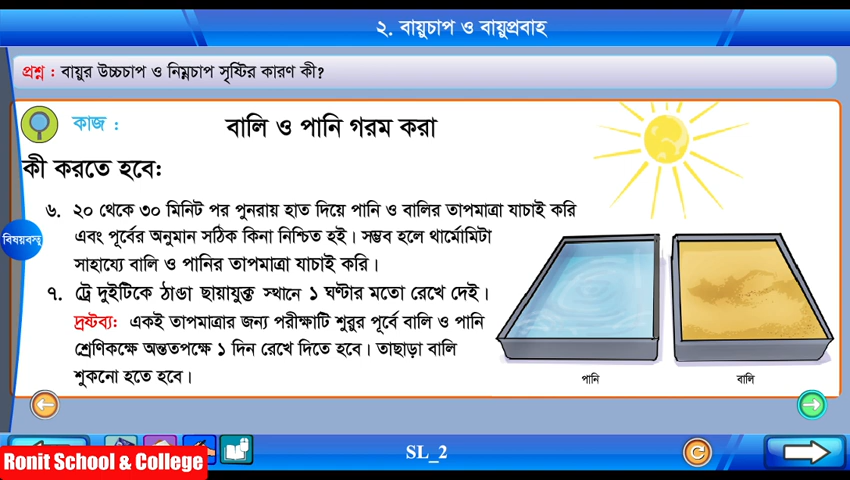 ২. বায়ুচাপ ও বায়ুপ্রবাহ
প্রশ্ন : বায়ুর উচ্চচাপ ও নিম্নচাপ সৃষ্টির কারণ কী?
কাজ :
বালি ও পানি গরম করা
কী করতে হবে:
৬. ২০ থেকে ৩০ মিনিট পর পুনরায় হাত দিয়ে পানি ও বালির তাপমাত্রা যাচাই করি
এবং পূর্বের অনুমান সঠিক কিনা নিশ্চিত হই। সম্ভব হলে থার্মোমিটা
সাহায্যে বালি ও পানির তাপমাত্রা যাচাই করি।
৭. ট্রে দুইটিকে ঠাণ্ডা ছায়াযুক্ত স্থানে ১ ঘণ্টার মতো রেখে দেই।
দ্রষ্টব্য: একই তাপমাত্রার জন্য পরীক্ষাটি শুরুর পূর্বে বালি ও পানি
শ্রেণিকক্ষে অন্ততপক্ষে ১ দিন রেখে দিতে হবে। তাছাড়া বালি
শুকনো হতে হবে।
বিষয়বস্তু
পানি
বালি
SL_2
Ronit School & College